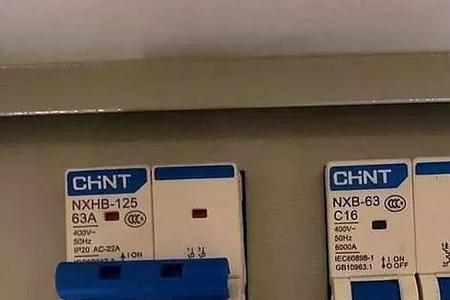 CHNT
NXHB-125
63A
400V~
50Hz
IP20 AC-22A
I ON
CHNT
NXB-63
C16
400V~
50Hz
6000A
IEC60898-1
GB10963.1
I ON
O OFF